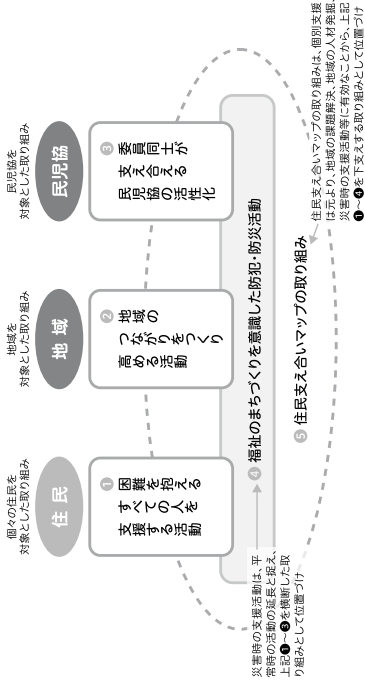 個々の住民を
対象とした取り組み
住 民
❶ 困難を抱える
すべての人を
支援する活動
地域を
対象とした取り組み
地 域
❷ 地域の
つながりをつくり
高める活動
民児協を
対象とした取り組み
民児協
❸ 委員同士が
支え合える
民児協の活性化
❹ 福祉のまちづくりを意識した防犯・防災活動
❺ 住民支え合いマップの取り組み
災害時の支援活動は、平
常時の活動の延長と捉え、
上記❶〜❸を横断した取
り組みとして位置づけ
住民支え合いマップの取り組みは、個別支援
は元より、地域の課題解決、地域の人材発掘、
災害時の支援活動等に有効なことから、上記
❶〜❹を下支えする取り組みとして位置づけ